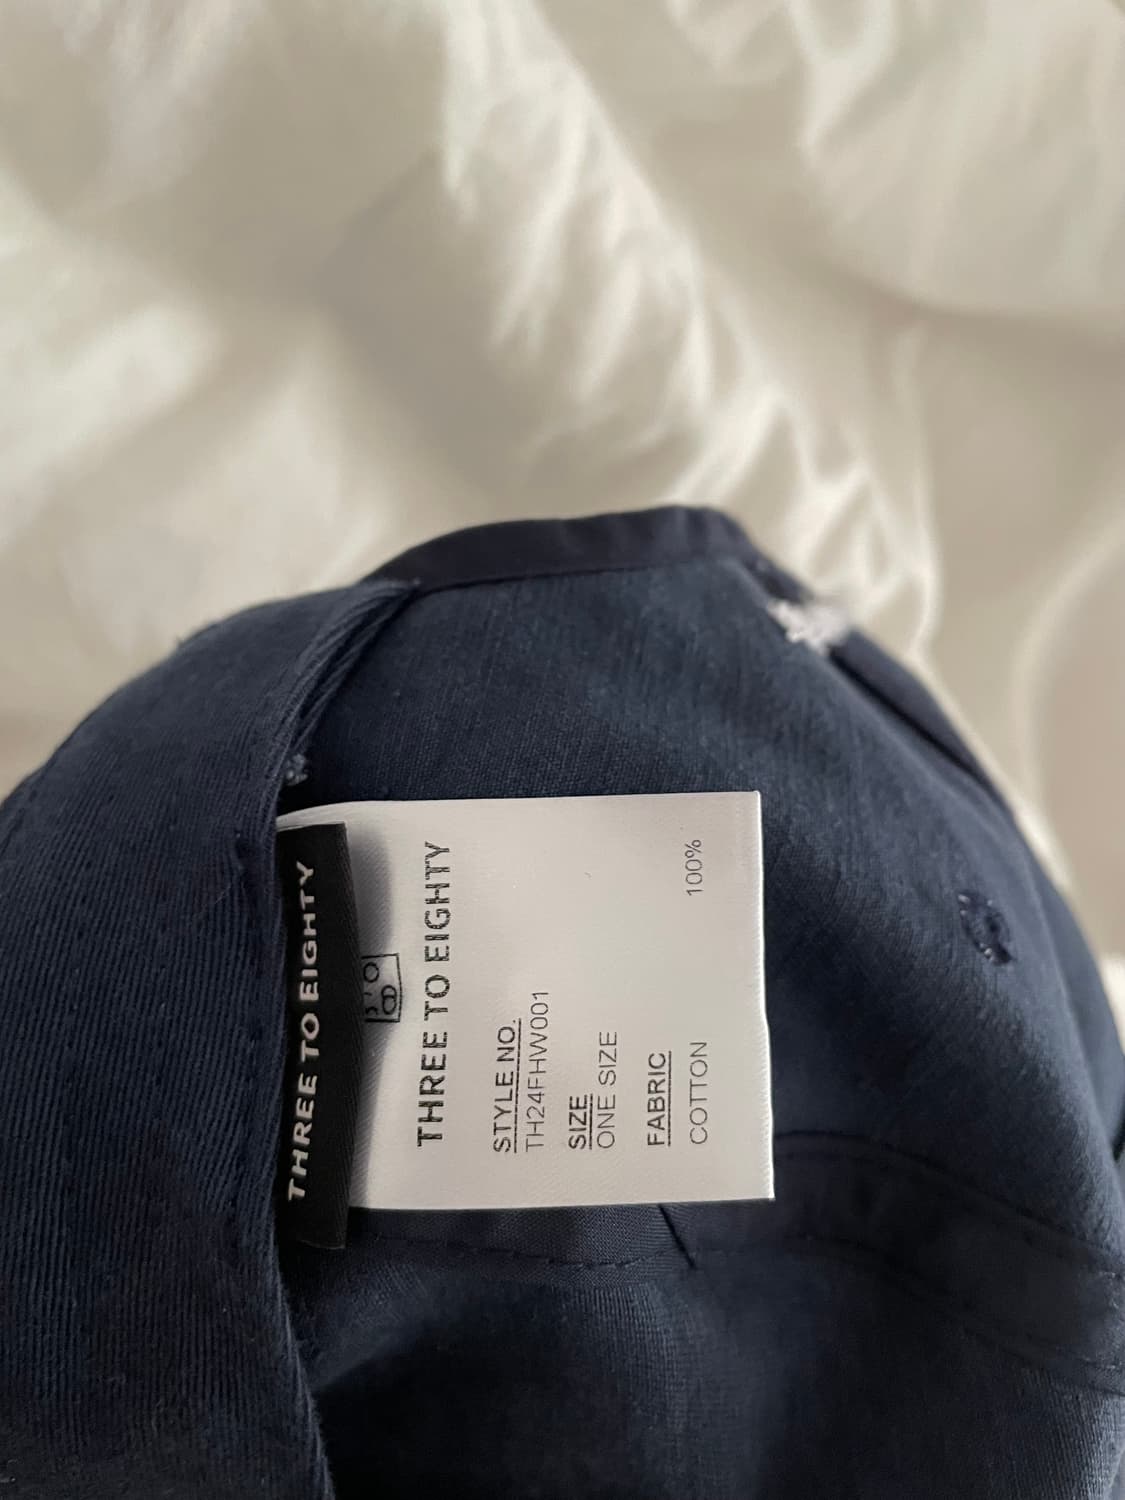 THREE TO EIGHTY
THREE TO EIGHTY
STYLE NO.
TH24FHW001
SIZE
ONE SIZE
FABRIC
COTTON 100%